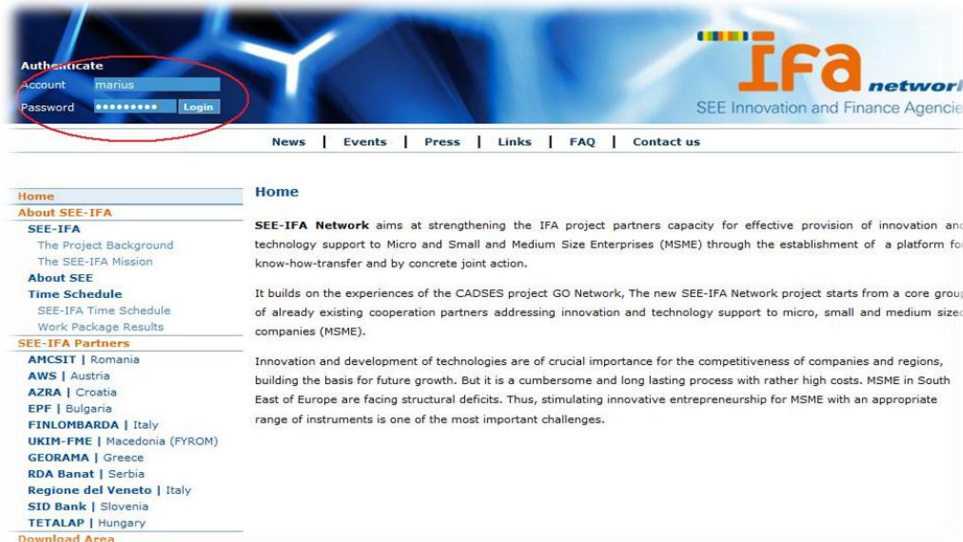 Authenticate
Account marius
Password ••••••••• Login
ifa
network
SEE Innovation and Finance Agencie
News | Events | Press | Links | FAQ | Contact us
Home
About SEE-IFA
SEE-IFA
The Project Background
The SEE-IFA Mission
About SEE
Time Schedule
SEE-IFA Time Schedule
Work Package Results
SEE-IFA Partners
AMCSIT | Romania
AWS | Austria
AZRA | Croatia
EPF | Bulgaria
FINLOMBARDA | Italy
UKIM-FME | Macedonia (FYROM)
GEORAMA | Greece
RDA Banat | Serbia
Regione del Veneto | Italy
SID Bank | Slovenia
TETALAP | Hungary
Download Area
Home
SEE-IFA Network aims at strengthening the IFA project partners capacity for effective provision of innovation and
technology support to Micro and Small and Medium Size Enterprises (MSME) through the establishment of a platform fo
know-how-transfer and by concrete joint action.
It builds on the experiences of the CADSES project GO Network, The new SEE-IFA Network project starts from a core group
of already existing cooperation partners addressing innovation and technology support to micro, small and medium sized
companies (MSME).
Innovation and development of technologies are of crucial importance for the competitiveness of companies and regions,
building the basis for future growth. But it is a cumbersome and long lasting process with rather high costs. MSME in South
East of Europe are facing structural deficits. Thus, stimulating innovative entrepreneurship for MSME with an appropriate
range of instruments is one of the most important challenges.